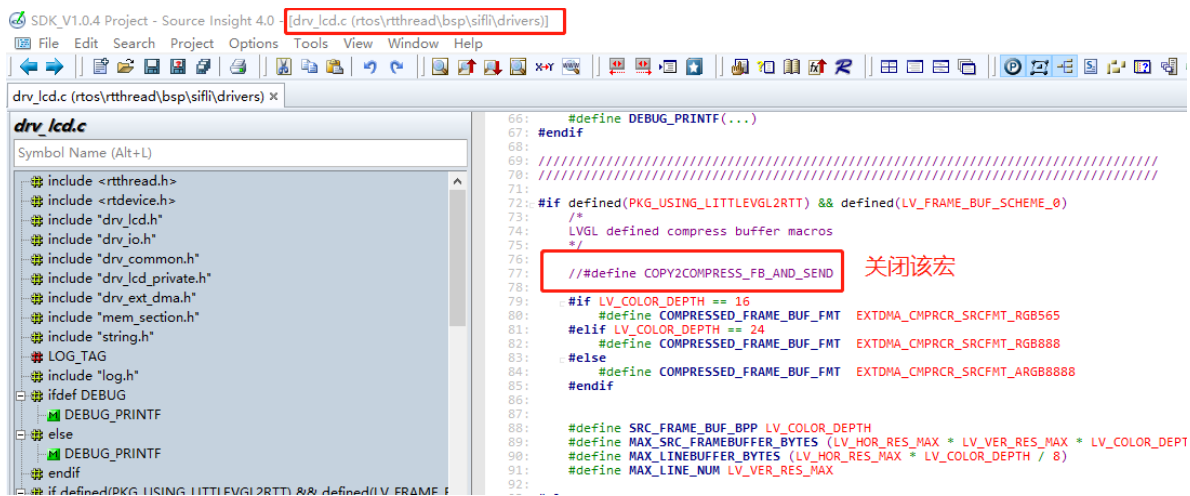 SDK_V1.0.4 Project - Source Insight 4.0 - [drv_lcd.c (rtos\rtthread\bsp\sifli\drivers)]
File Edit Search Project Options Tools View Window Help
drv_lcd.c (rtos\rtthread\bsp\sifli\drivers) ×
drv_lcd.c
Symbol Name (Alt+L)
include <rtthread.h>
include <rtdevice.h>
include "drv_lcd.h"
include "drv_io.h"
include "drv_common.h"
include "drv_lcd_private.h"
include "drv_ext_dma.h"
include "mem_section.h"
include "string.h"
LOG_TAG
include "log.h"
ifdef DEBUG
DEBUG_PRINTF
else
DEBUG_PRINTF
endif
if defined(PKG_USING_LITTLEVGL2RTT) && defined(LV_FRAME_
66: #define DEBUG_PRINTF(...)
67: #endif
68:
69: //////////////////////////////////////////////////////////////////////////////////
70: //////////////////////////////////////////////////////////////////////////////////
71:
72: #if defined(PKG_USING_LITTLEVGL2RTT) && defined(LV_FRAME_BUF_SCHEME_0)
73: /*
74: LVGL defined compress buffer macros
75: */
76:
77: //#define COPY2COMPRESS_FB_AND_SEND
关闭该宏
78:
79: #if LV_COLOR_DEPTH == 16
80: #define COMPRESSED_FRAME_BUF_FMT EXTDMA_CMPRCR_SRCFMT_RGB565
81: #elif LV_COLOR_DEPTH == 24
82: #define COMPRESSED_FRAME_BUF_FMT EXTDMA_CMPRCR_SRCFMT_RGB888
83: #else
84: #define COMPRESSED_FRAME_BUF_FMT EXTDMA_CMPRCR_SRCFMT_ARGB8888
85: #endif
86:
87:
88: #define SRC_FRAME_BUF_BPP LV_COLOR_DEPTH
89: #define MAX_SRC_FRAMEBUFFER_BYTES (LV_HOR_RES_MAX * LV_VER_RES_MAX * LV_COLOR_DEPT
90: #define MAX_LINEBUFFER_BYTES (LV_HOR_RES_MAX * LV_COLOR_DEPTH / 8)
91: #define MAX_LINE_NUM LV_VER_RES_MAX
92: